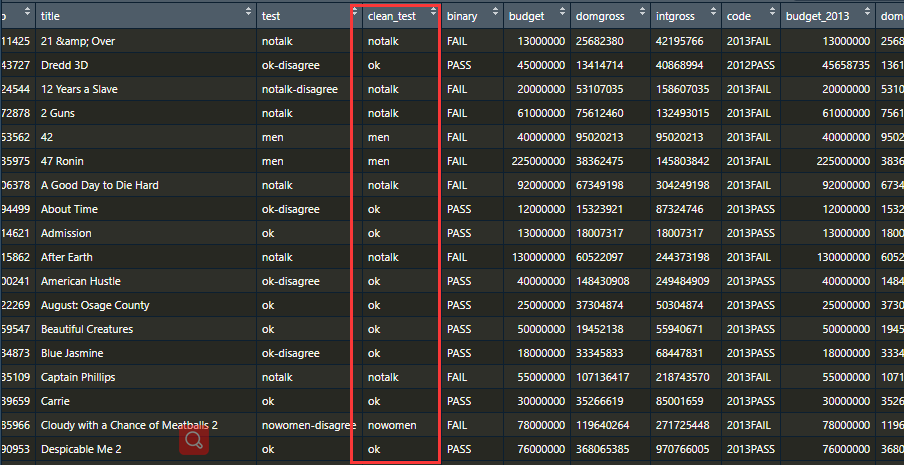 title test clean_test binary budget domgross intgross code budget_2013 dom
11425 21 &amp; Over notalk notalk FAIL 13000000 25682380 42195766 2013FAIL 13000000 2568
43727 Dredd 3D ok-disagree ok PASS 45000000 13414714 40868994 2012PASS 45658735 1361
24544 12 Years a Slave notalk-disagree notalk FAIL 20000000 53107035 158607035 2013FAIL 20000000 5310
72878 2 Guns notalk notalk FAIL 61000000 75612460 132493015 2013FAIL 61000000 7561
53562 42 men men FAIL 40000000 95020213 95020213 2013FAIL 40000000 9502
35975 47 Ronin men men FAIL 225000000 38362475 145803842 2013FAIL 225000000 3836
06378 A Good Day to Die Hard notalk notalk FAIL 92000000 67349198 304249198 2013FAIL 92000000 6734
94499 About Time ok-disagree ok PASS 12000000 15323921 87324746 2013PASS 12000000 1532
14621 Admission ok ok PASS 13000000 18007317 18007317 2013PASS 13000000 1800
15862 After Earth notalk notalk FAIL 130000000 60522097 244373198 2013FAIL 130000000 6052
00241 American Hustle ok-disagree ok PASS 40000000 148430908 249484909 2013PASS 40000000 1484
22269 August: Osage County ok ok PASS 25000000 37304874 50304874 2013PASS 25000000 3730
59547 Beautiful Creatures ok ok PASS 50000000 19452138 55940671 2013PASS 50000000 1945
34873 Blue Jasmine ok-disagree ok PASS 18000000 33345833 68447831 2013PASS 18000000 3334
35109 Captain Phillips notalk notalk FAIL 55000000 107136417 218743570 2013FAIL 55000000 1071
39659 Carrie ok ok PASS 30000000 35266619 85001659 2013PASS 30000000 3526
85966 Cloudy with a Chance of Meatballs 2 nowomen-disagree nowomen FAIL 78000000 119640264 271725448 2013FAIL 78000000 1196
90953 Despicable Me 2 ok ok PASS 76000000 368065385 970766005 2013PASS 76000000 3680